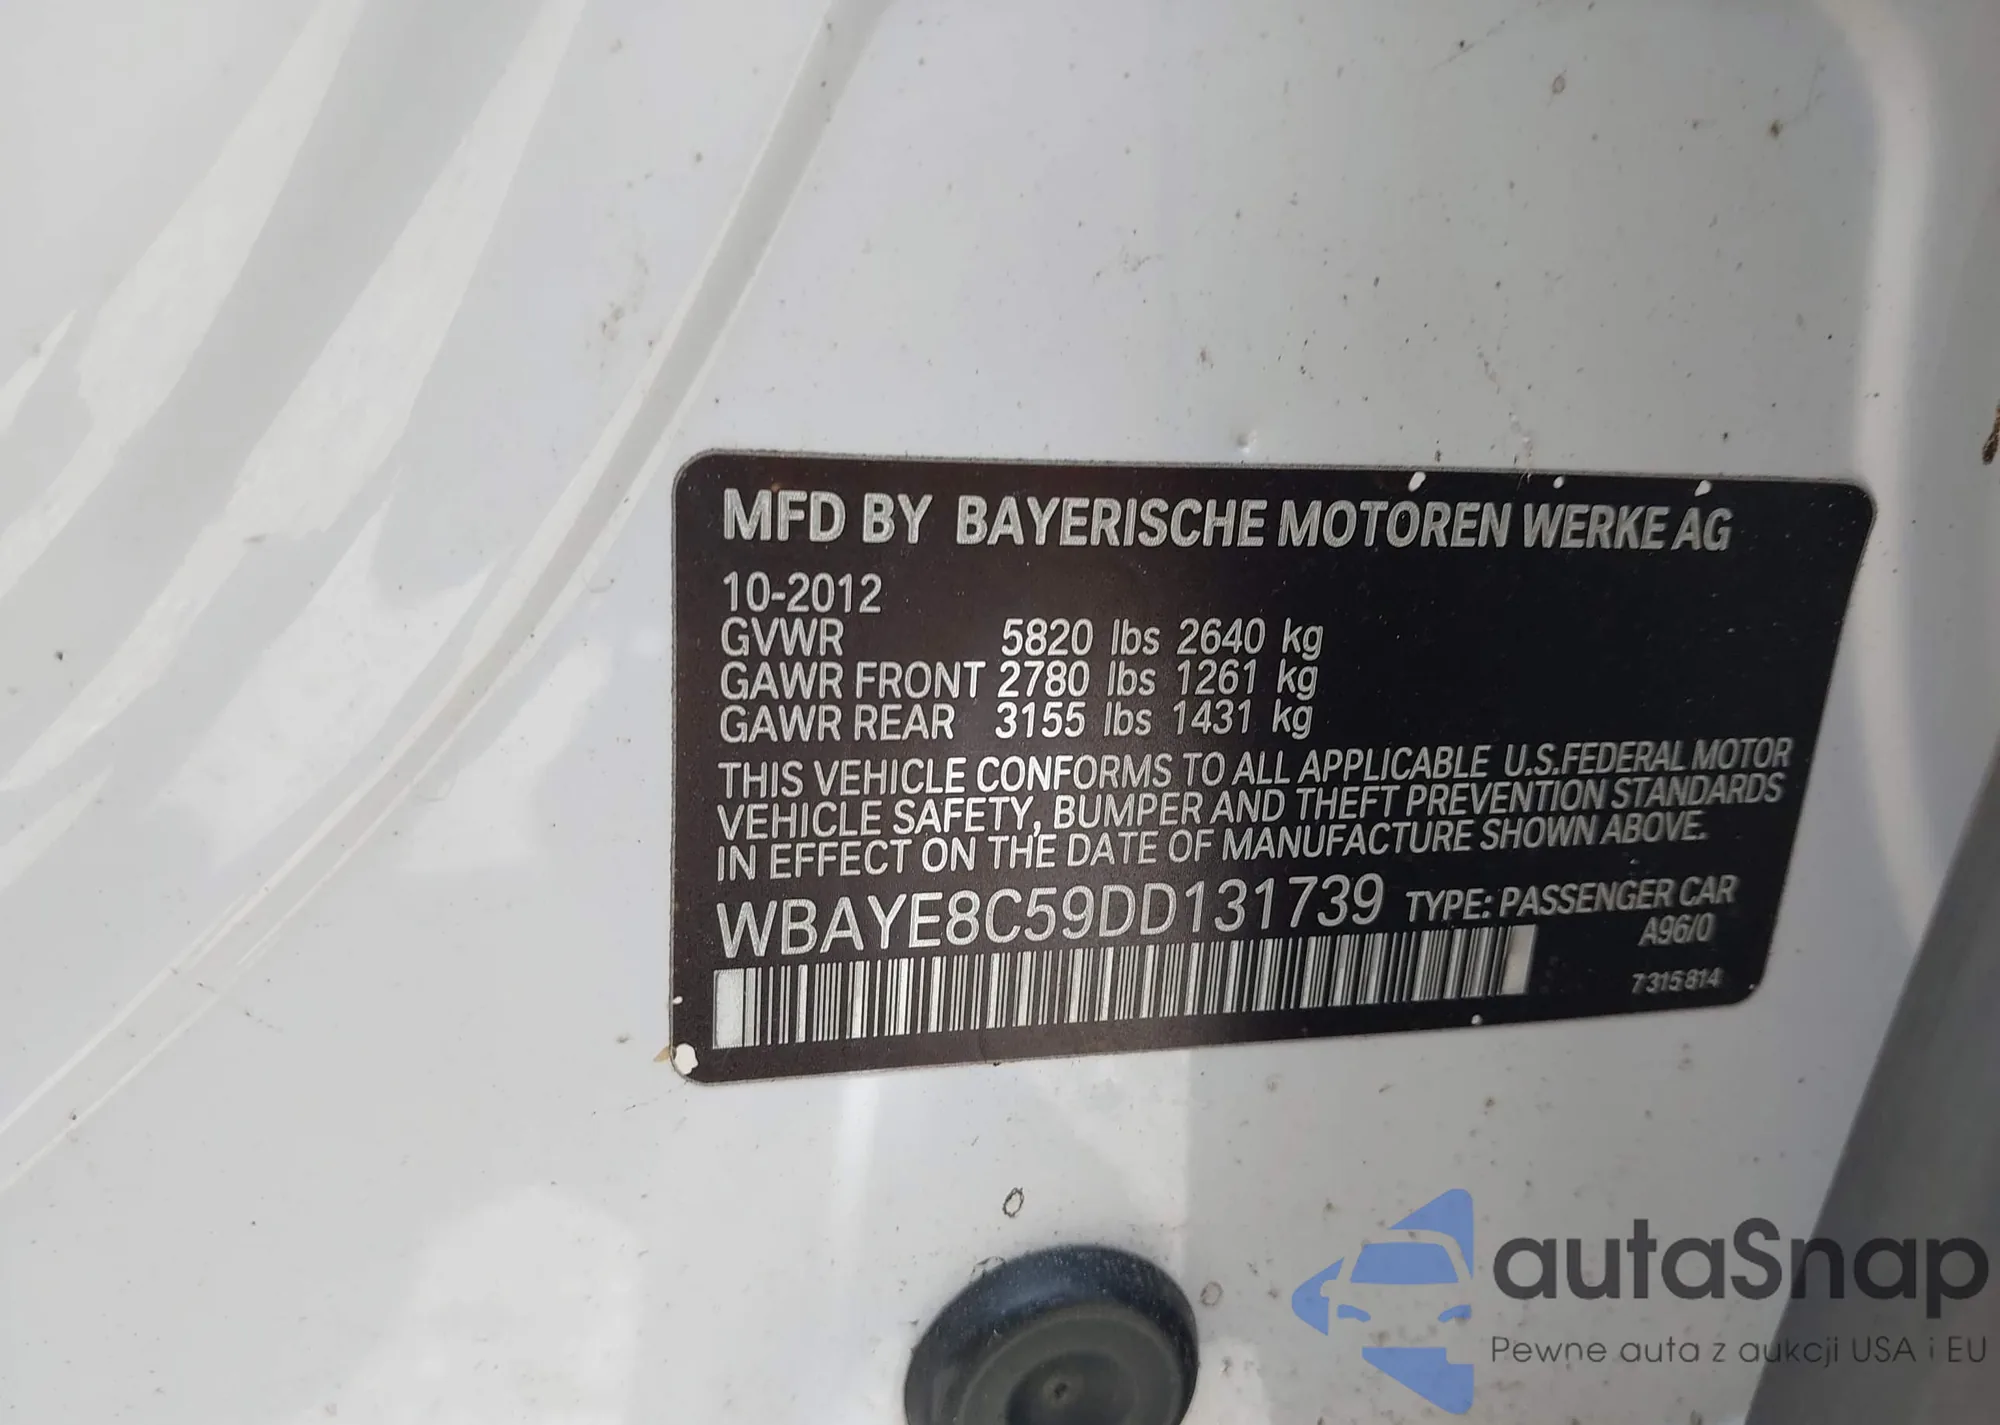 MFD BY BAYERISCHE MOTOREN WERKE AG
10-2012
GVWR 5820 lbs 2640 kg
GAWR FRONT 2780 lbs 1261 kg
GAWR REAR 3155 lbs 1431 kg
THIS VEHICLE CONFORMS TO ALL APPLICABLE U.S.FEDERAL MOTOR
VEHICLE SAFETY, BUMPER AND THEFT PREVENTION STANDARDS
IN EFFECT ON THE DATE OF MANUFACTURE SHOWN ABOVE.
WBAYE8C59DD131739 TYPE: PASSENGER CAR
A96/0
7 315 814
autaSnap
Pewne auta z aukcji USA i EU